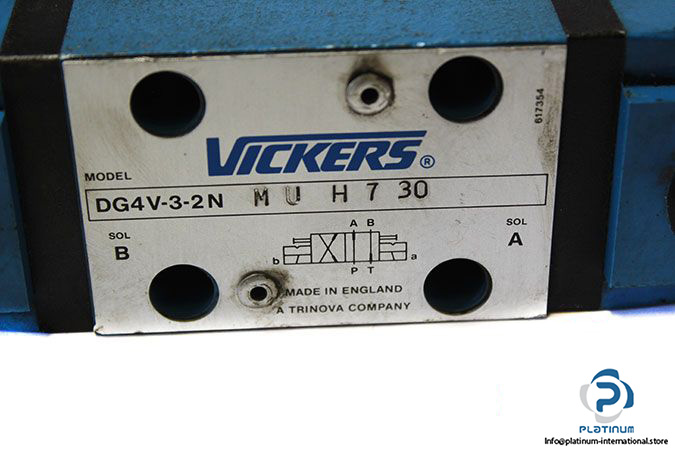 617354
VICKERS®
MODEL
DG4V-3-2N M U H 7 30
SOL B
SOL A
A B
b a
P T
MADE IN ENGLAND
A TRINOVA COMPANY
P
PLATINUM
Info@platinum-international.store